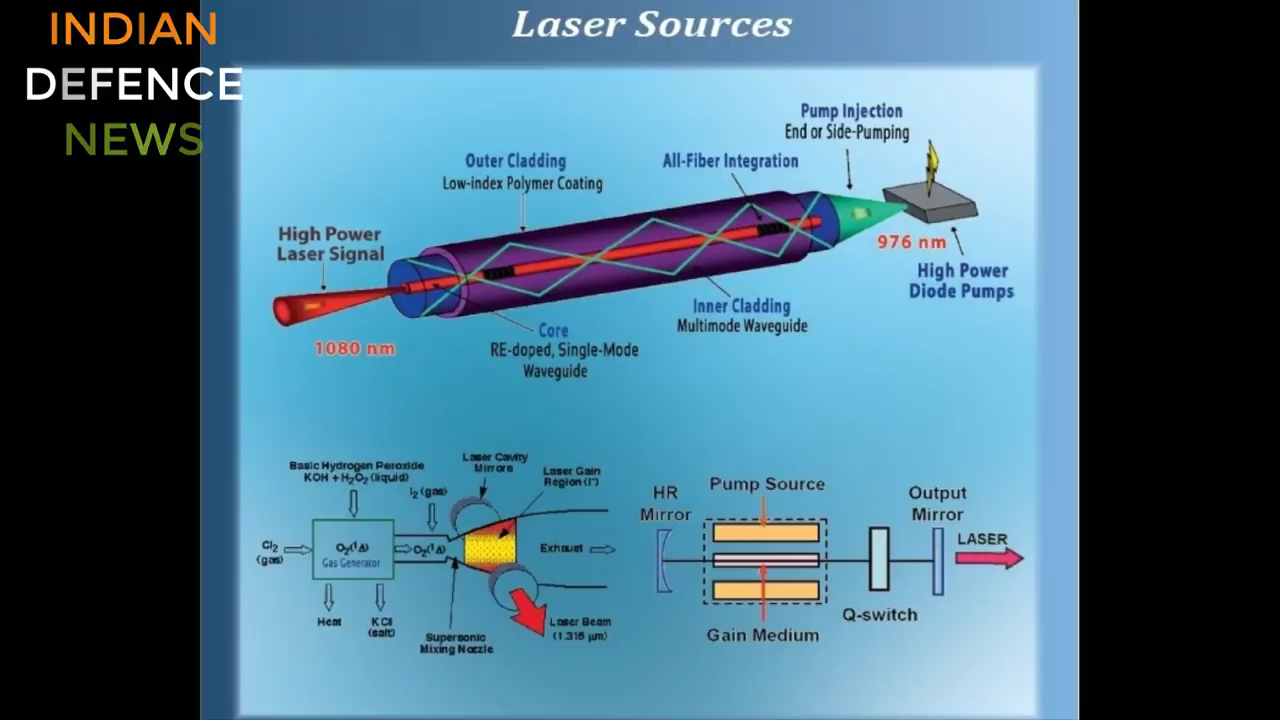 INDIAN
DEFENCE
NEWS
Laser Sources
Pump Injection
End or Side-Pumping
Outer Cladding
Low-index Polymer Coating
All-Fiber Integration
High Power
Laser Signal
976 nm
High Power
Diode Pumps
Inner Cladding
Multimode Waveguide
Core
RE-doped, Single-Mode
Waveguide
1080 nm
Basic Hydrogen Peroxide
KOH + H₂O₂ (liquid)
I₂ (gas)
Laser Cavity
Mirrors
Laser Gain
Region (I*)
Cl₂
(gas)
O₂(¹Δ)
Gas Generator
O₂(¹Δ)
Exhaust
Heat
KCl
(salt)
Supersonic
Mixing Nozzle
Laser Beam
(1.315 μm)
HR
Mirror
Pump Source
Output
Mirror
LASER
Q-switch
Gain Medium